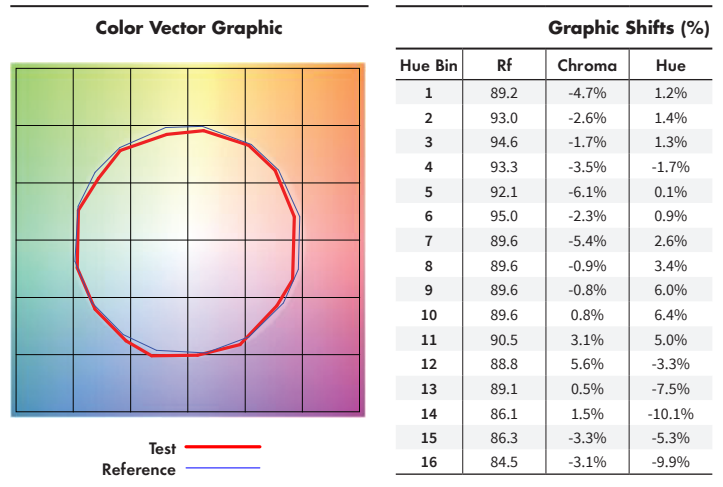 Color Vector Graphic
Test
Reference
Graphic Shifts (%)
Hue Bin Rf Chroma Hue
1 89.2 -4.7% 1.2%
2 93.0 -2.6% 1.4%
3 94.6 -1.7% 1.3%
4 93.3 -3.5% -1.7%
5 92.1 -6.1% 0.1%
6 95.0 -2.3% 0.9%
7 89.6 -5.4% 2.6%
8 89.6 -0.9% 3.4%
9 89.6 -0.8% 6.0%
10 89.6 0.8% 6.4%
11 90.5 3.1% 5.0%
12 88.8 5.6% -3.3%
13 89.1 0.5% -7.5%
14 86.1 1.5% -10.1%
15 86.3 -3.3% -5.3%
16 84.5 -3.1% -9.9%